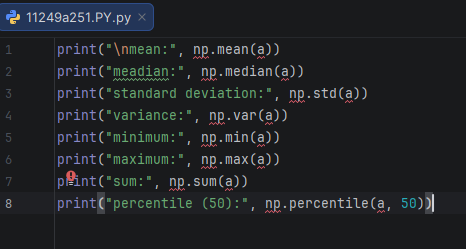 11249a251.PY.py
1 print("\nmean:", np.mean(a))
2 print("meadian:", np.median(a))
3 print("standard deviation:", np.std(a))
4 print("variance:", np.var(a))
5 print("minimum:", np.min(a))
6 print("maximum:", np.max(a))
7 print("sum:", np.sum(a))
8 print("percentile (50):", np.percentile(a, 50))